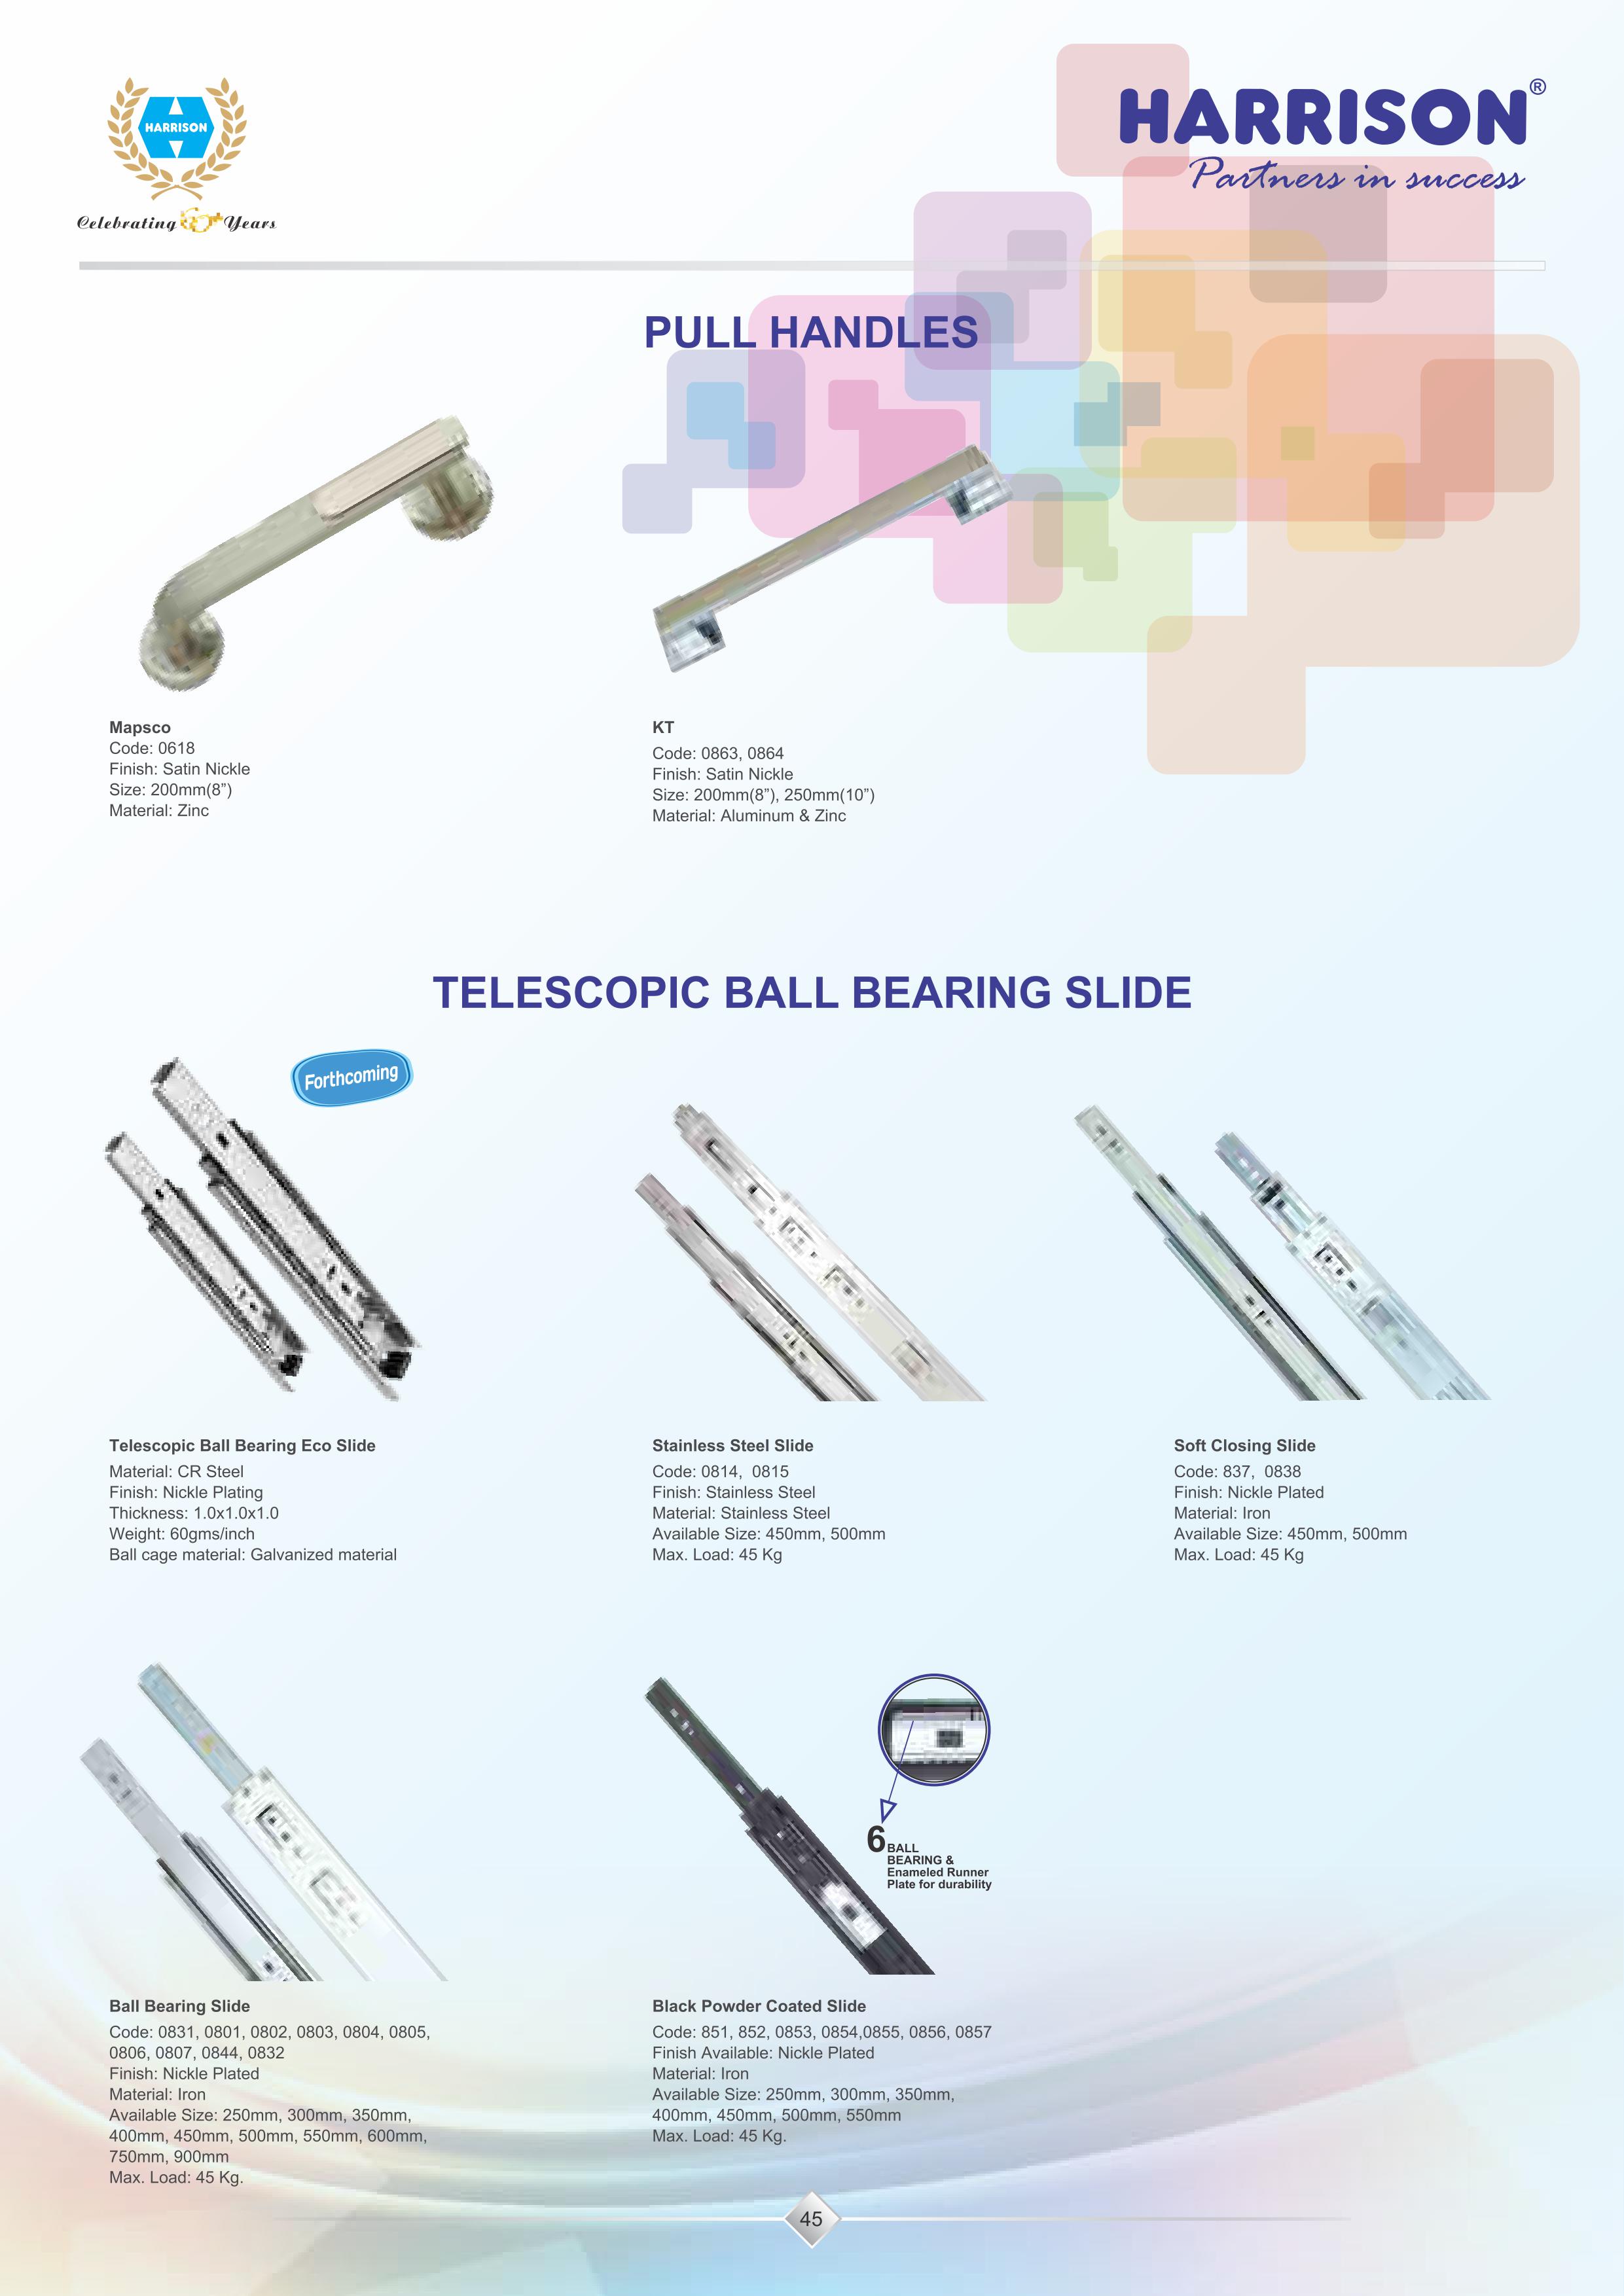 HARRISON
Celebrating 65+ Years
HARRISON®
Partners in success
PULL HANDLES
Mapsco
Code: 0618
Finish: Satin Nickle
Size: 200mm(8”)
Material: Zinc
KT
Code: 0863, 0864
Finish: Satin Nickle
Size: 200mm(8”), 250mm(10”)
Material: Aluminum & Zinc
TELESCOPIC BALL BEARING SLIDE
Forthcoming
Telescopic Ball Bearing Eco Slide
Material: CR Steel
Finish: Nickle Plating
Thickness: 1.0x1.0x1.0
Weight: 60gms/inch
Ball cage material: Galvanized material
Stainless Steel Slide
Code: 0814, 0815
Finish: Stainless Steel
Material: Stainless Steel
Available Size: 450mm, 500mm
Max. Load: 45 Kg
Soft Closing Slide
Code: 837, 0838
Finish: Nickle Plated
Material: Iron
Available Size: 450mm, 500mm
Max. Load: 45 Kg
6 BALL
BEARING &
Enameled Runner
Plate for durability
Ball Bearing Slide
Code: 0831, 0801, 0802, 0803, 0804, 0805,
0806, 0807, 0844, 0832
Finish: Nickle Plated
Material: Iron
Available Size: 250mm, 300mm, 350mm,
400mm, 450mm, 500mm, 550mm, 600mm,
750mm, 900mm
Max. Load: 45 Kg.
Black Powder Coated Slide
Code: 851, 852, 0853, 0854,0855, 0856, 0857
Finish Available: Nickle Plated
Material: Iron
Available Size: 250mm, 300mm, 350mm,
400mm, 450mm, 500mm, 550mm
Max. Load: 45 Kg.
45